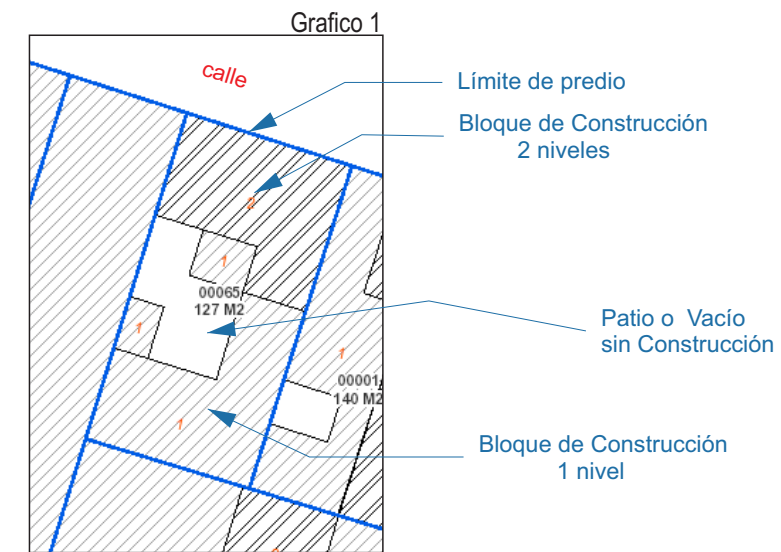 Grafico 1
calle
Límite de predio
Bloque de Construcción
2 niveles
2
1
00065
127 M2
1
Patio o Vacío
sin Construcción
1
00001
140 M2
1
Bloque de Construcción
1 nivel